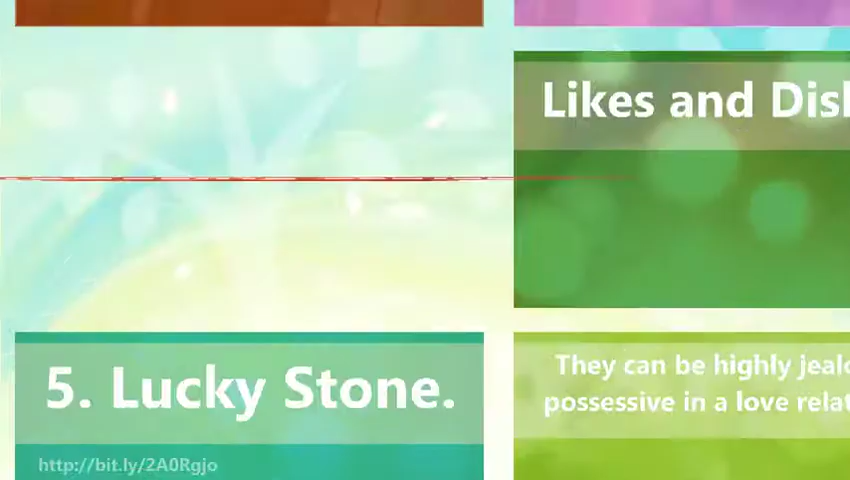 Likes and Disl
5. Lucky Stone.
http://bit.ly/2A0Rgjo
They can be highly jealo
possessive in a love relat